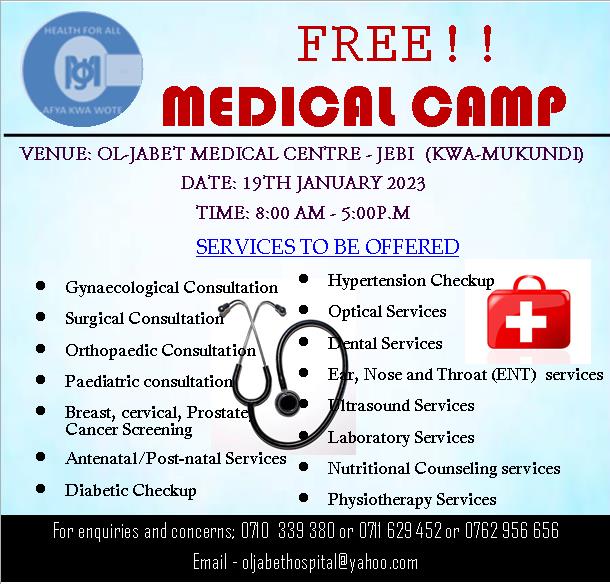 HEALTH FOR ALL
AFYA KWA WOTE
FREE!!
MEDICAL CAMP
VENUE: OL-JABET MEDICAL CENTRE - JEBI (KWA-MUKUNDI)
DATE: 19TH JANUARY 2023
TIME: 8:00 AM - 5:00P.M
SERVICES TO BE OFFERED
• Gynaecological Consultation
• Surgical Consultation
• Orthopaedic Consultation
• Paediatric consultation
• Breast, cervical, Prostate,
Cancer Screening
• Antenatal/Post-natal Services
• Diabetic Checkup
• Hypertension Checkup
• Optical Services
• Dental Services
• Ear, Nose and Throat (ENT) services
• Ultrasound Services
• Laboratory Services
• Nutritional Counseling services
• Physiotherapy Services
For enquiries and concerns; 0710 339 380 or 0711 629 452 or 0762 956 656
Email - oljabethospital@yahoo.com